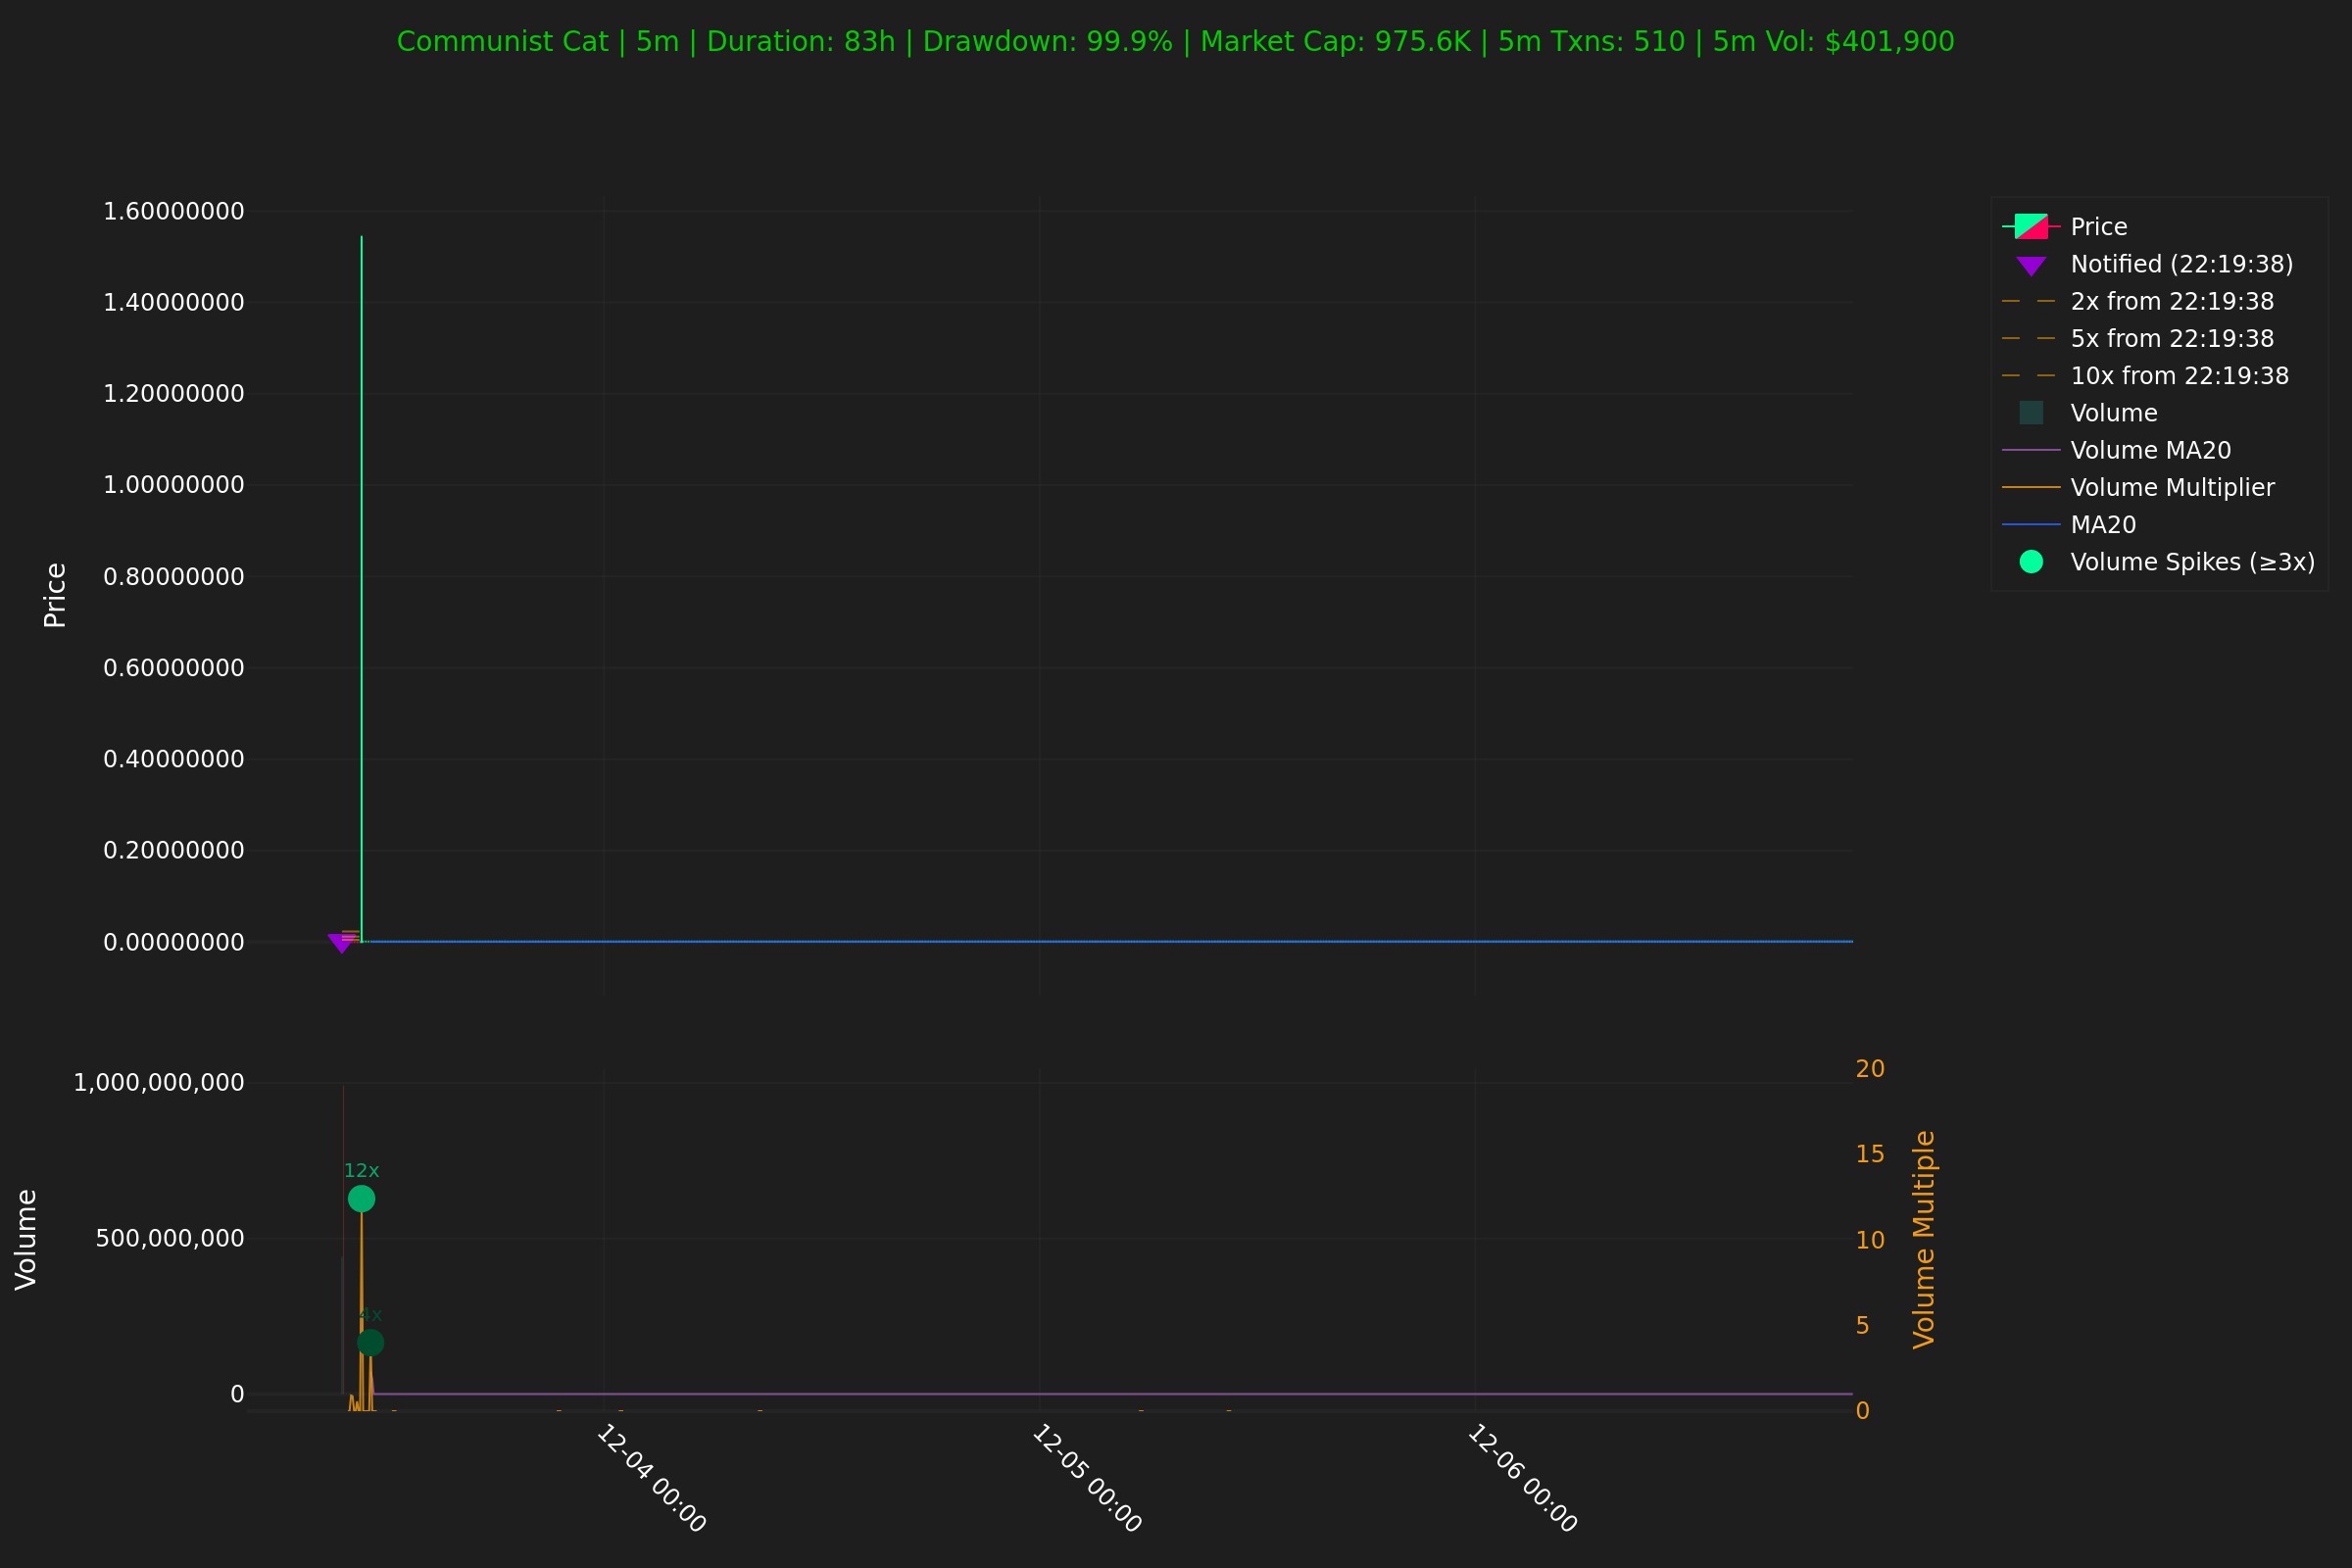 Communist Cat | 5m | Duration: 83h | Drawdown: 99.9% | Market Cap: 975.6K | 5m Txns: 510 | 5m Vol: $401,900
Price
1.60000000
1.40000000
1.20000000
1.00000000
0.80000000
0.60000000
0.40000000
0.20000000
0.00000000
Price
Notified (22:19:38)
2x from 22:19:38
5x from 22:19:38
10x from 22:19:38
Volume
Volume MA20
Volume Multiplier
MA20
Volume Spikes (≥3x)
Volume
1,000,000,000
500,000,000
0
12x
4x
20
15
10
5
0
Volume Multiple
12-04 00:00
12-05 00:00
12-06 00:00